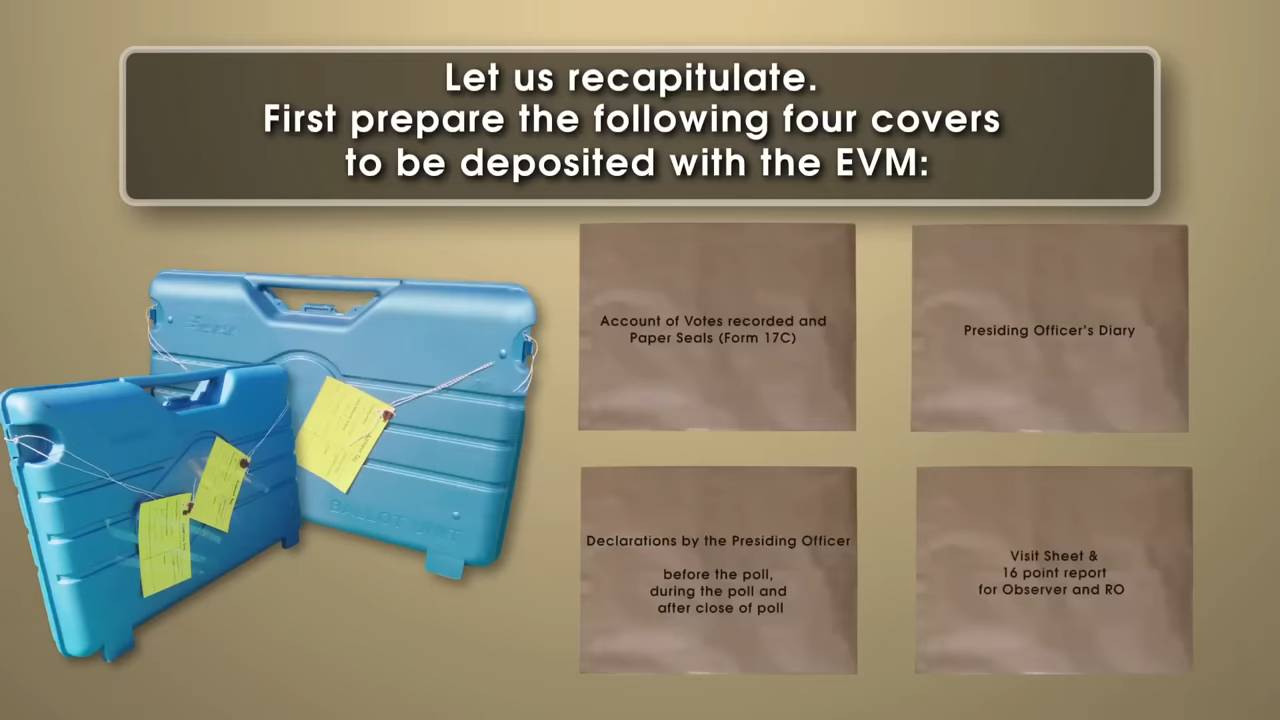 Let us recapitulate.
First prepare the following four covers
to be deposited with the EVM:
Account of Votes recorded and
Paper Seals (Form 17C)
Presiding Officer's Diary
Declarations by the Presiding Officer
before the poll,
during the poll and
after close of poll
Visit Sheet &
16 point report
for Observer and RO
BALLOT UNIT